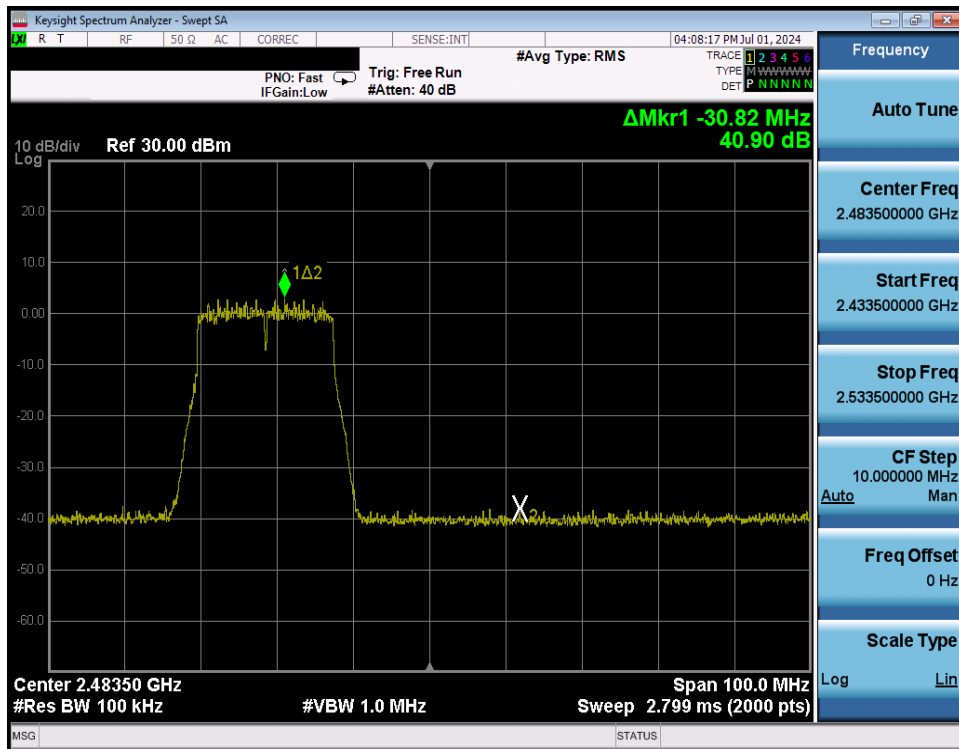 Keysight Spectrum Analyzer - Swept SA
LXI R T RF 50 Ω AC CORREC SENSE:INT 04:08:17 PM Jul 01, 2024
Frequency
#Avg Type: RMS
TRACE 1 2 3 4 5 6
TYPE M W W W W W
DET P N N N N N
PNO: Fast
IFGain:Low
Trig: Free Run
#Atten: 40 dB
Auto Tune
ΔMkr1 -30.82 MHz
40.90 dB
10 dB/div Ref 30.00 dBm
Log
20.0
10.0
0.00
-10.0
-20.0
-30.0
-40.0
-50.0
-60.0
1Δ2
X2
Center Freq
2.483500000 GHz
Start Freq
2.433500000 GHz
Stop Freq
2.533500000 GHz
CF Step
10.000000 MHz
Auto Man
Freq Offset
0 Hz
Scale Type
Log Lin
Center 2.48350 GHz Span 100.0 MHz
#Res BW 100 kHz #VBW 1.0 MHz Sweep 2.799 ms (2000 pts)
MSG STATUS